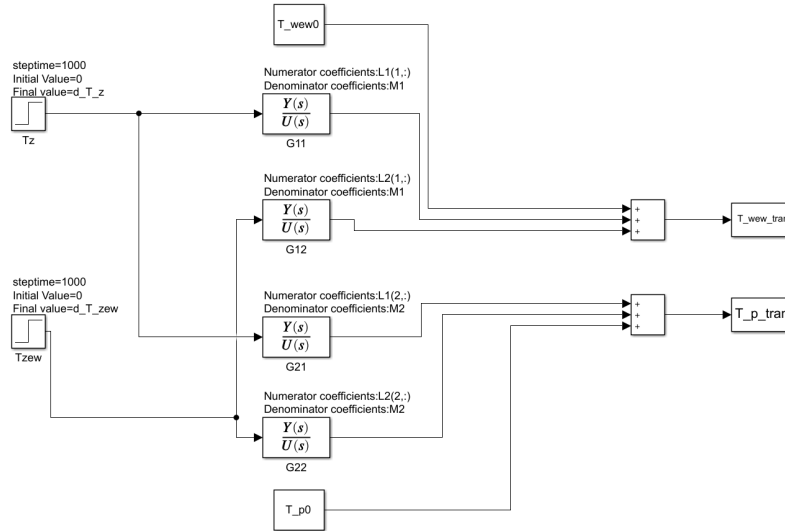 T_wew0
steptime=1000
Initial Value=0
Final value=d_T_z
Tz
Numerator coefficients:L1(1,:)
Denominator coefficients:M1
Y(s)
U(s)
G11
Numerator coefficients:L2(1,:)
Denominator coefficients:M1
Y(s)
U(s)
G12
+
+
+
T_wew_tran
steptime=1000
Initial Value=0
Final value=d_T_zew
Tzew
Numerator coefficients:L1(2,:)
Denominator coefficients:M2
Y(s)
U(s)
G21
+
+
+
T_p_tran
Numerator coefficients:L2(2,:)
Denominator coefficients:M2
Y(s)
U(s)
G22
T_p0